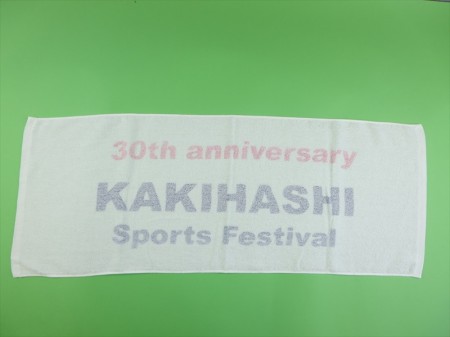 30th anniversary
KAKIHASHI
Sports Festival